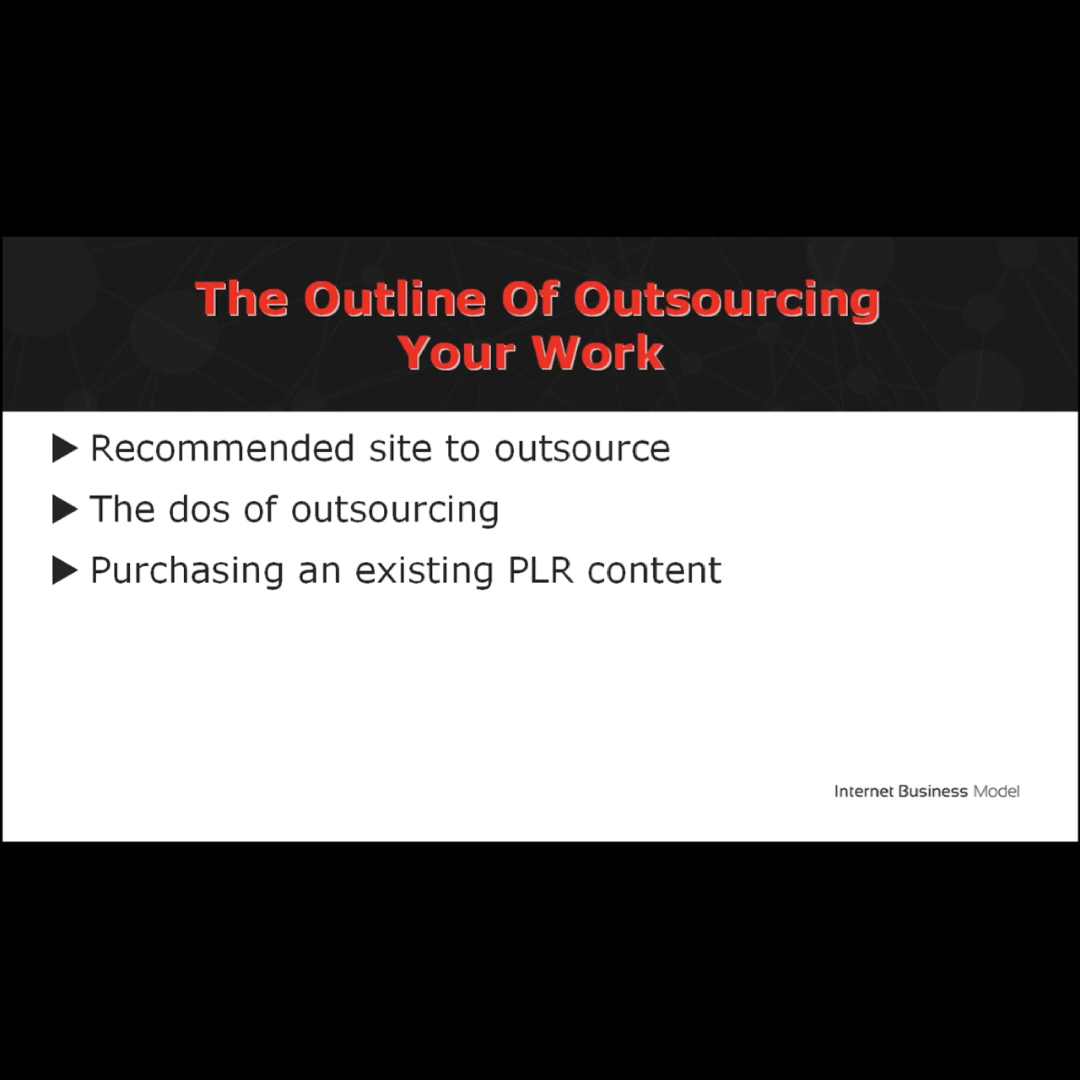 The Outline Of Outsourcing
Your Work
Recommended site to outsource
The dos of outsourcing
Purchasing an existing PLR content
Internet Business Model